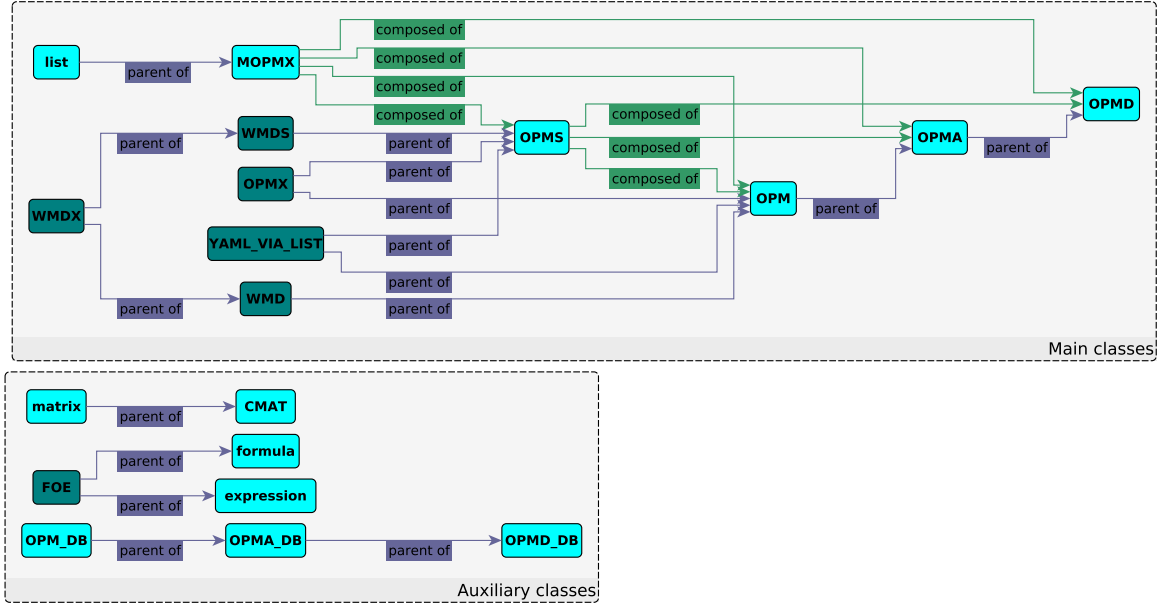 composed of
list
parent of
MOPMX
composed of
composed of
composed of
OPMD
WMDS
parent of
parent of
OPMS
composed of
composed of
composed of
OPMA
parent of
OPMX
parent of
parent of
WMDX
YAML_VIA_LIST
parent of
parent of
OPM
parent of
parent of
WMD
parent of
Main classes
matrix
parent of
CMAT
FOE
parent of
formula
parent of
expression
OPM_DB
parent of
OPMA_DB
parent of
OPMD_DB
Auxiliary classes